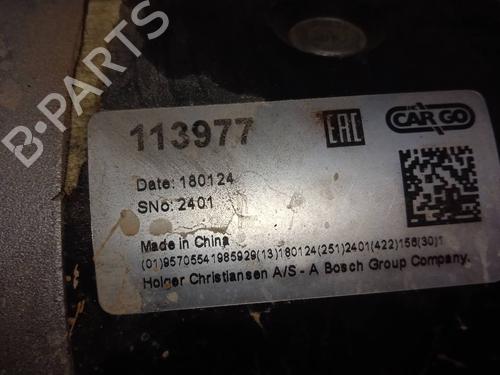 B-PARTS
113977
EAC
CARGO
Date: 180124
SNo: 2401
Made in China
(01)95705541985929(13)180124(251)2401(422)156(30)1
Holger Christiansen A/S - A Bosch Group Company.